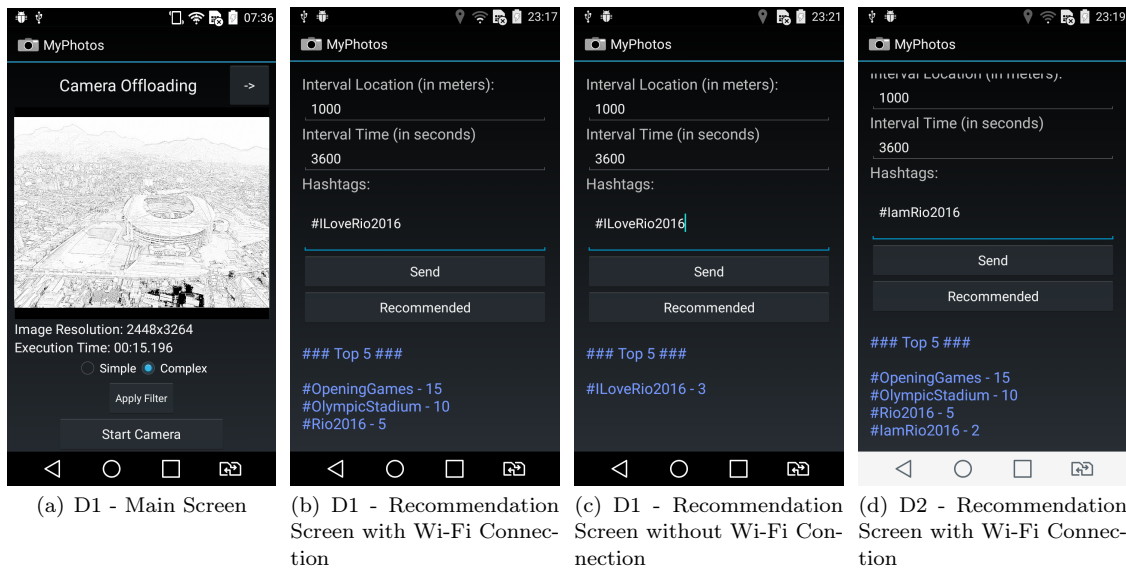 07:36
MyPhotos
Camera Offloading
->
Image Resolution: 2448x3264
Execution Time: 00:15.196
Simple
Complex
Apply Filter
Start Camera
(a) D1 - Main Screen
23:17
MyPhotos
Interval Location (in meters):
1000
Interval Time (in seconds)
3600
Hashtags:
#ILoveRio2016
Send
Recommended
### Top 5 ###
#OpeningGames - 15
#OlympicStadium - 10
#Rio2016 - 5
(b) D1 - Recommendation
Screen with Wi-Fi Connec-
tion
23:21
MyPhotos
Interval Location (in meters):
1000
Interval Time (in seconds)
3600
Hashtags:
#ILoveRio2016
Send
Recommended
### Top 5 ###
#ILoveRio2016 - 3
(c) D1 - Recommendation
Screen without Wi-Fi Con-
nection
23:19
MyPhotos
Interval Location (in meters):
1000
Interval Time (in seconds)
3600
Hashtags:
#IamRio2016
Send
Recommended
### Top 5 ###
#OpeningGames - 15
#OlympicStadium - 10
#Rio2016 - 5
#IamRio2016 - 2
(d) D2 - Recommendation
Screen with Wi-Fi Connec-
tion